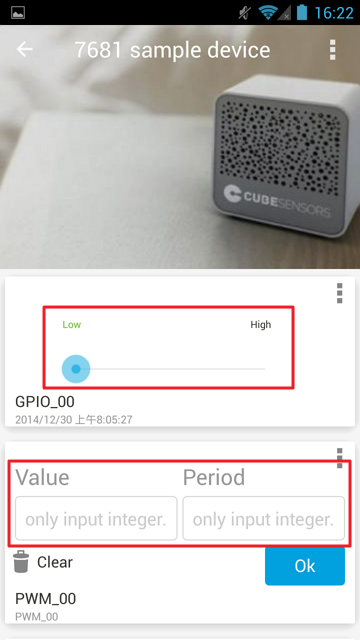 16:22
7681 sample device
CUBESENSORS
Low High
GPIO_00
2014/12/30 上午8:05:27
Value Period
only input integer. only input integer.
Clear Ok
PWM_00
PWM_00